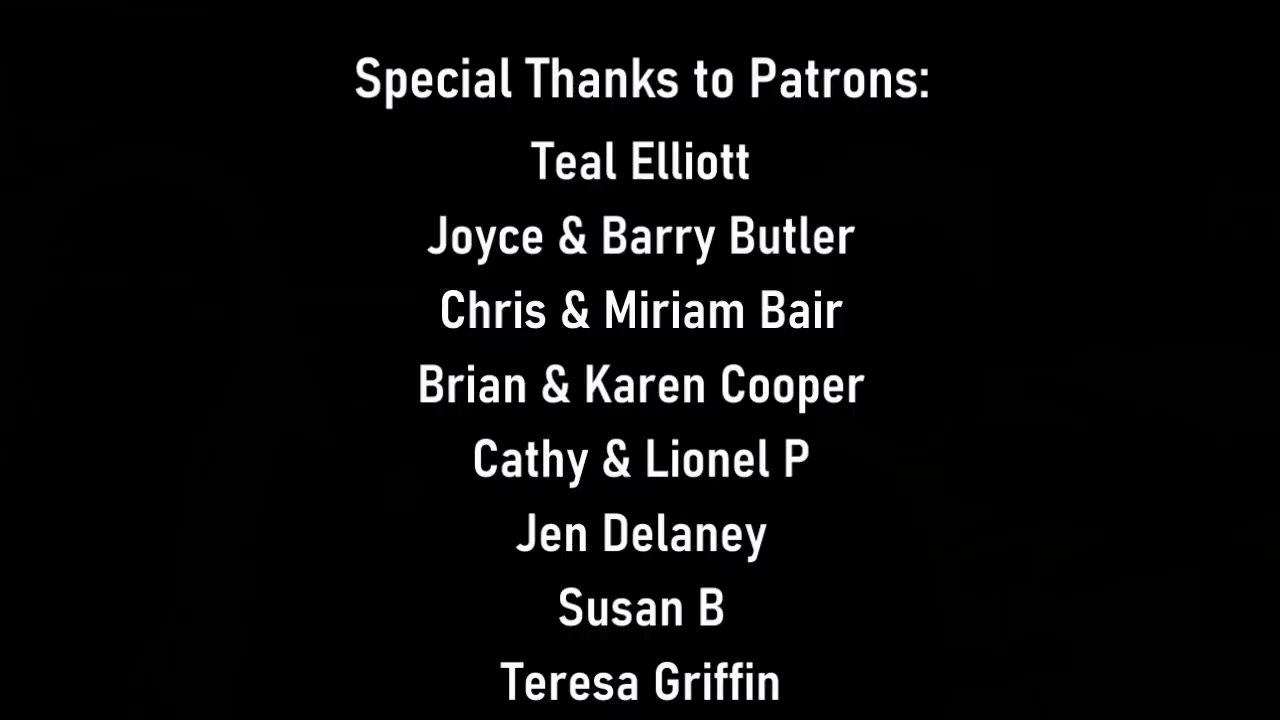 Special Thanks to Patrons:
Teal Elliott
Joyce & Barry Butler
Chris & Miriam Bair
Brian & Karen Cooper
Cathy & Lionel P
Jen Delaney
Susan B
Teresa Griffin